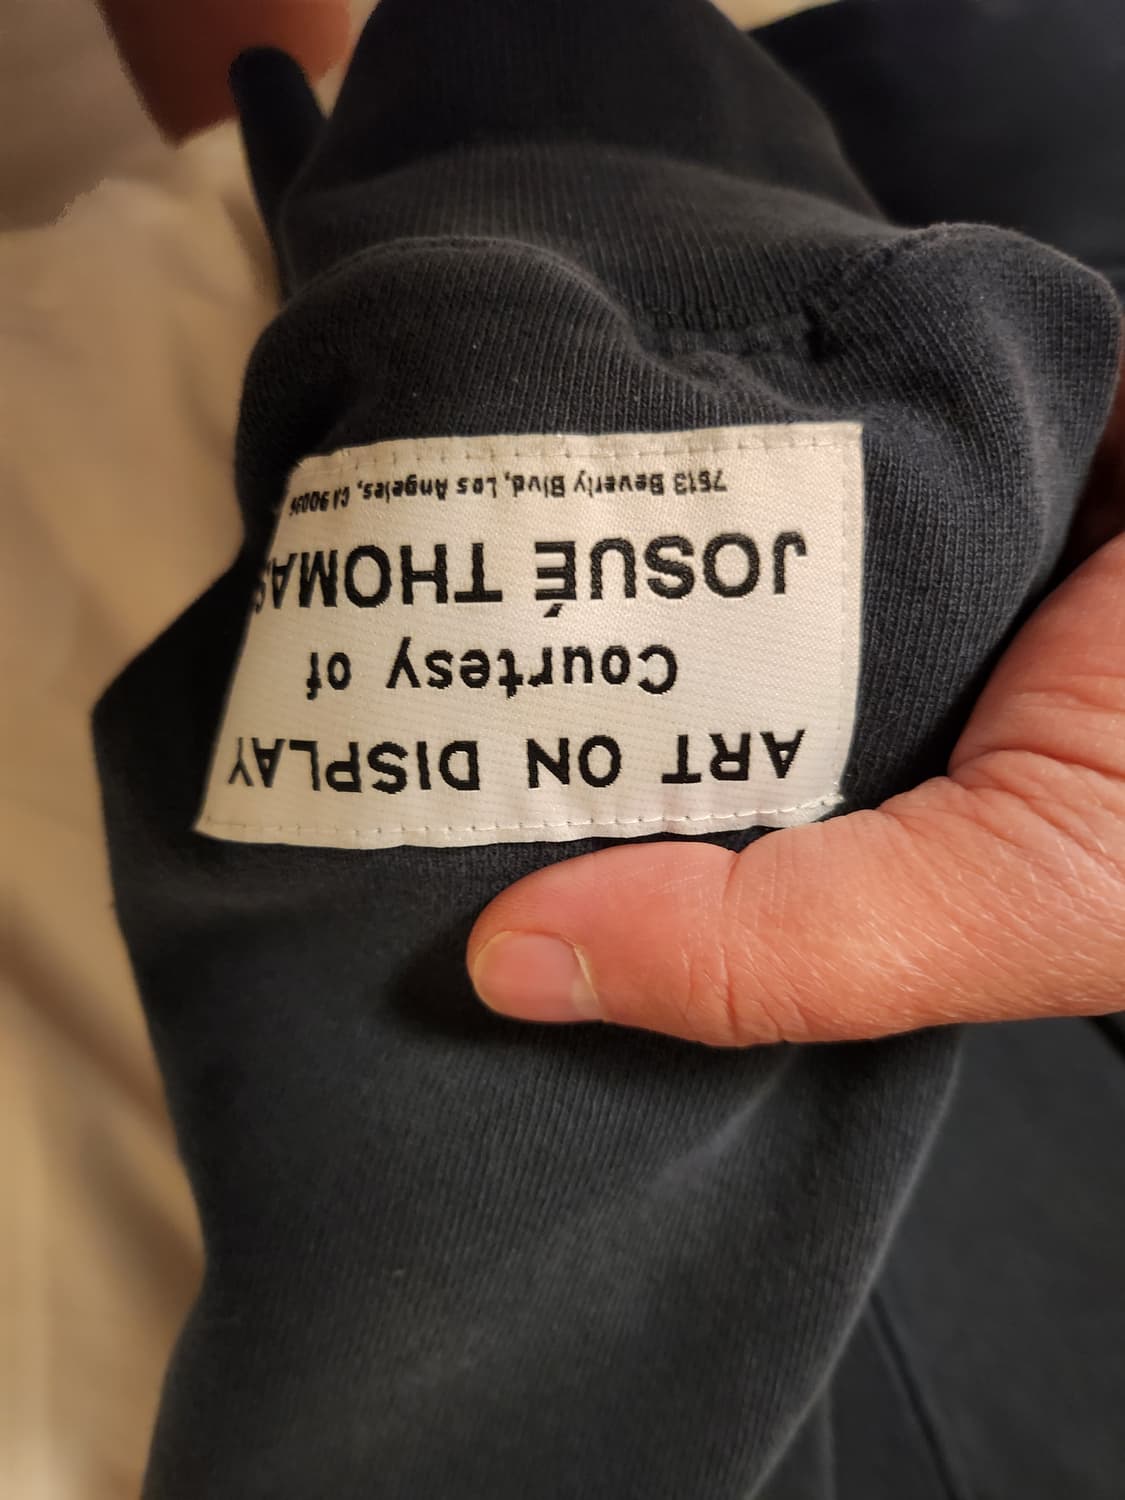 ART ON DISPLAY
Courtesy of
JOSUÉ THOMAS
7513 Beverly Blvd, Los Angeles, CA 90036